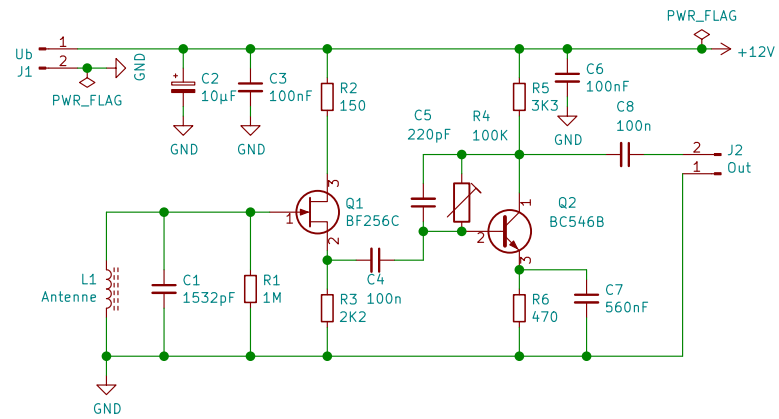 PWR_FLAG
Ub
J1
1
2
PWR_FLAG
GND
+12V
C2
10µF
GND
C3
100nF
GND
R2
150
C5
220pF
R4
100K
R5
3K3
C6
100nF
GND
C8
100n
J2
Out
2
1
3
1
2
Q1
BF256C
1
2
3
Q2
BC546B
L1
Antenne
C1
1532pF
R1
1M
R3
2K2
C4
100n
R6
470
C7
560nF
GND